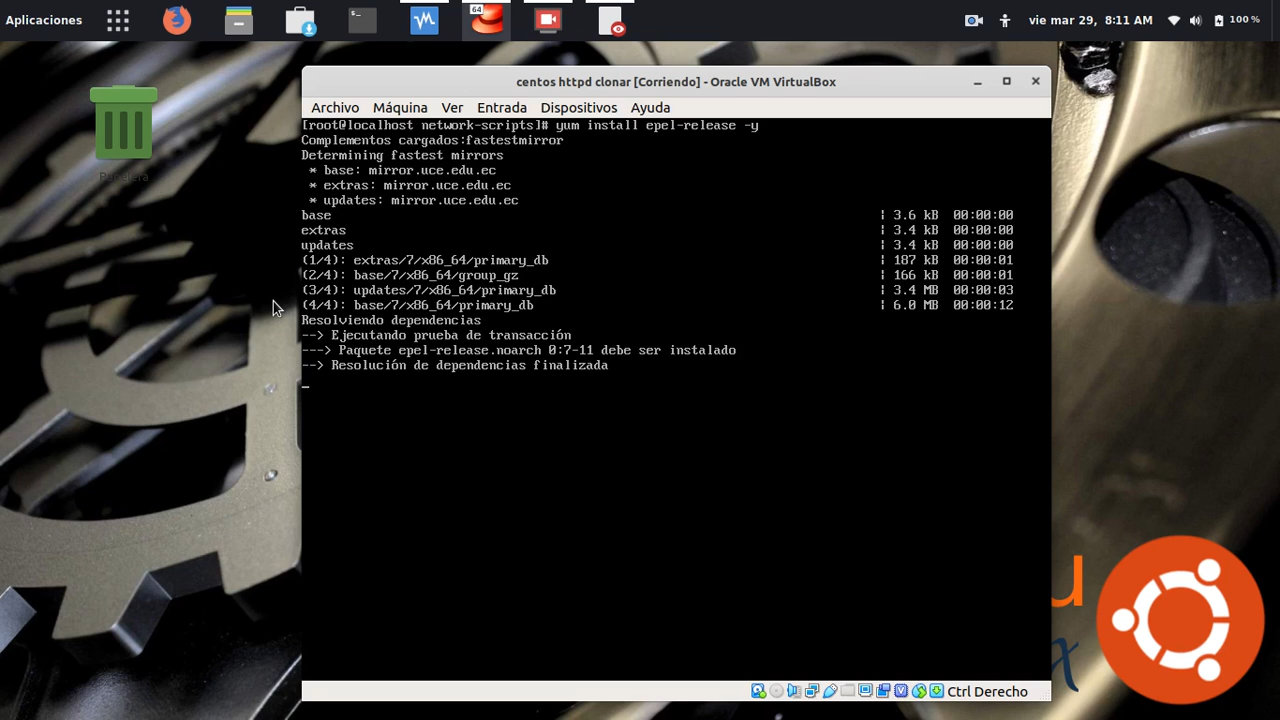 Aplicaciones
$_
64
vie mar 29, 8:11 AM
100 %
Papelera
centos httpd clonar [Corriendo] - Oracle VM VirtualBox
Archivo Máquina Ver Entrada Dispositivos Ayuda
[root@localhost network-scripts]# yum install epel-release -y
Complementos cargados:fastestmirror
Determining fastest mirrors
* base: mirror.uce.edu.ec
* extras: mirror.uce.edu.ec
* updates: mirror.uce.edu.ec
base | 3.6 kB 00:00:00
extras | 3.4 kB 00:00:00
updates | 3.4 kB 00:00:00
(1/4): extras/7/x86_64/primary_db | 187 kB 00:00:01
(2/4): base/7/x86_64/group_gz | 166 kB 00:00:01
(3/4): updates/7/x86_64/primary_db | 3.4 MB 00:00:03
(4/4): base/7/x86_64/primary_db | 6.0 MB 00:00:12
Resolviendo dependencias
--> Ejecutando prueba de transacción
---> Paquete epel-release.noarch 0:7-11 debe ser instalado
--> Resolución de dependencias finalizada
_
u
x
Ctrl Derecho